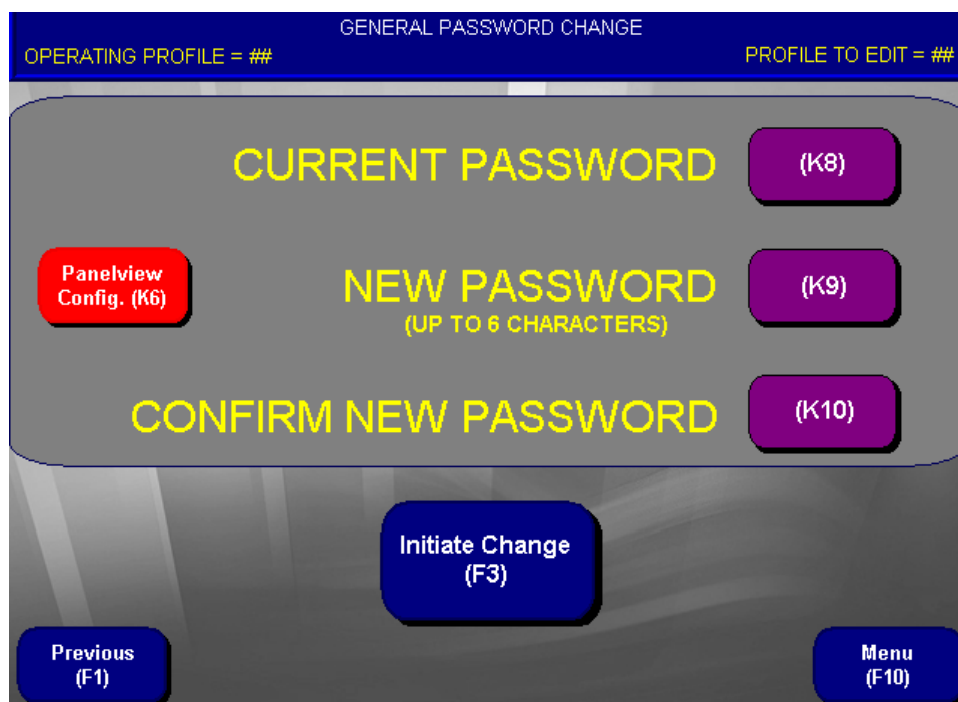 GENERAL PASSWORD CHANGE
OPERATING PROFILE = ##
PROFILE TO EDIT = ##
CURRENT PASSWORD
(K8)
Panelview
Config. (K6)
NEW PASSWORD
(UP TO 6 CHARACTERS)
(K9)
CONFIRM NEW PASSWORD
(K10)
Initiate Change
(F3)
Previous
(F1)
Menu
(F10)